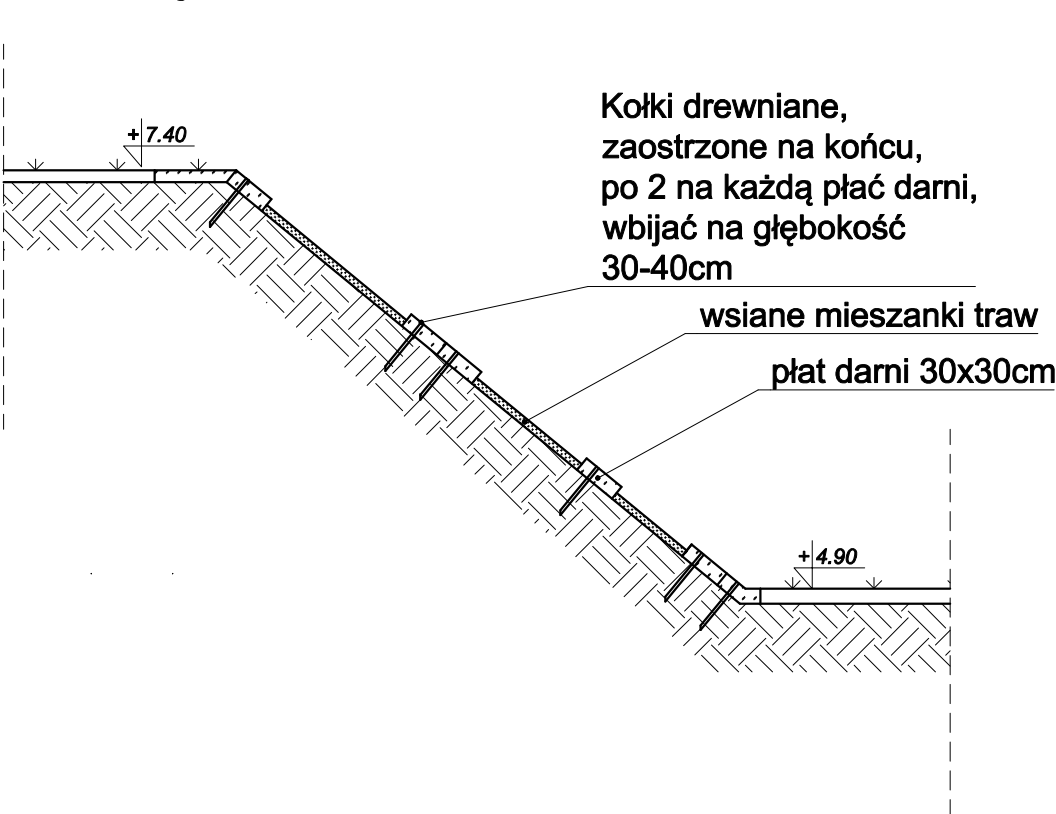 +7.40
Kołki drewniane,
zaostrzone na końcu,
po 2 na każdą płać darni,
wbijać na głębokość
30-40cm
wsiane mieszanki traw
płat darni 30x30cm
+4.90